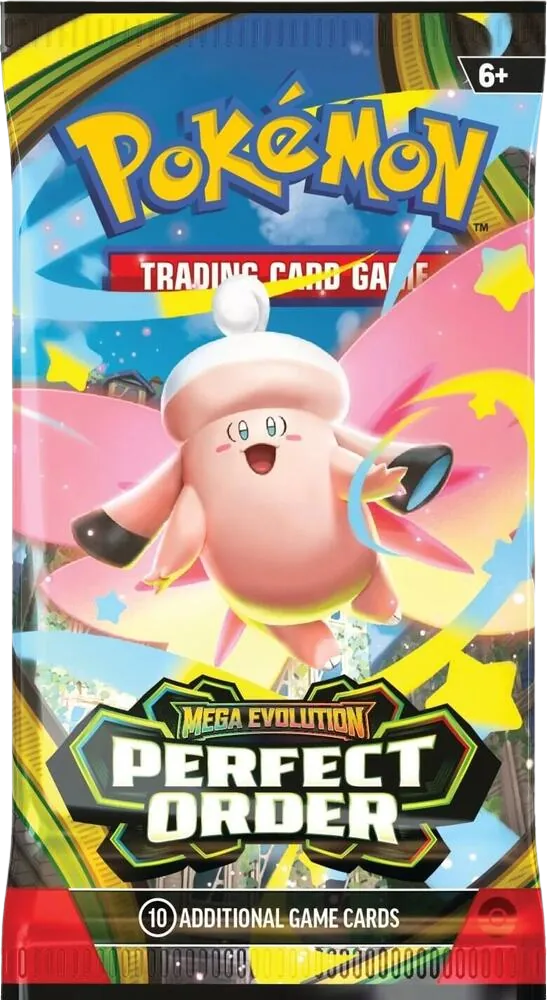 6+
POKéMON
TM
TRADING CARD GAME
MEGA EVOLUTION
PERFECT
ORDER
10 ADDITIONAL GAME CARDS